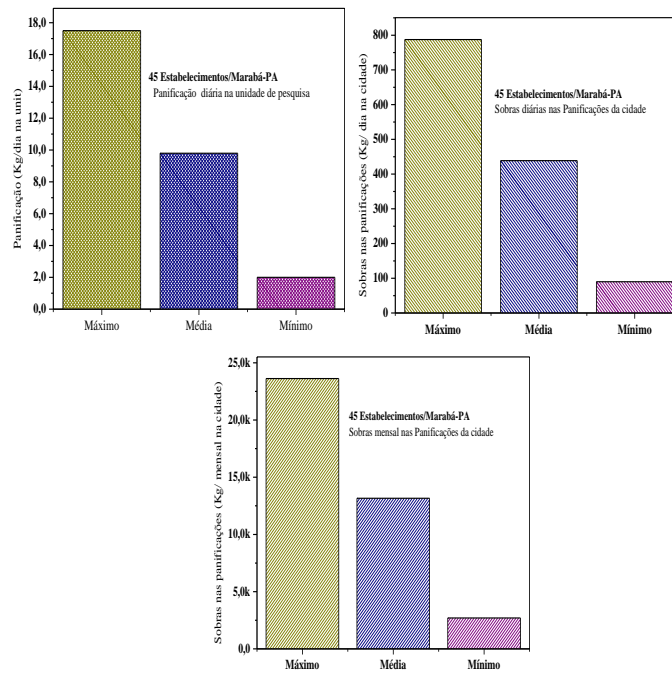 18,0
16,0
14,0
12,0
10,0
8,0
6,0
4,0
2,0
0,0
Panificação (Kg/dia na unit)
45 Estabelecimentos/Marabá-PA
Panificação diária na unidade de pesquisa
Máximo Média Mínimo
800
700
600
500
400
300
200
100
0
Sobras nas panificações (Kg/ dia na cidade)
45 Estabelecimentos/Marabá-PA
Sobras diárias nas Panificações da cidade
Máximo Média Mínimo
25,0k
20,0k
15,0k
10,0k
5,0k
0,0
Sobras nas panificações (Kg/ mensal na cidade)
45 Estabelecimentos/Marabá-PA
Sobras mensal nas Panificações da cidade
Máximo Média Mínimo